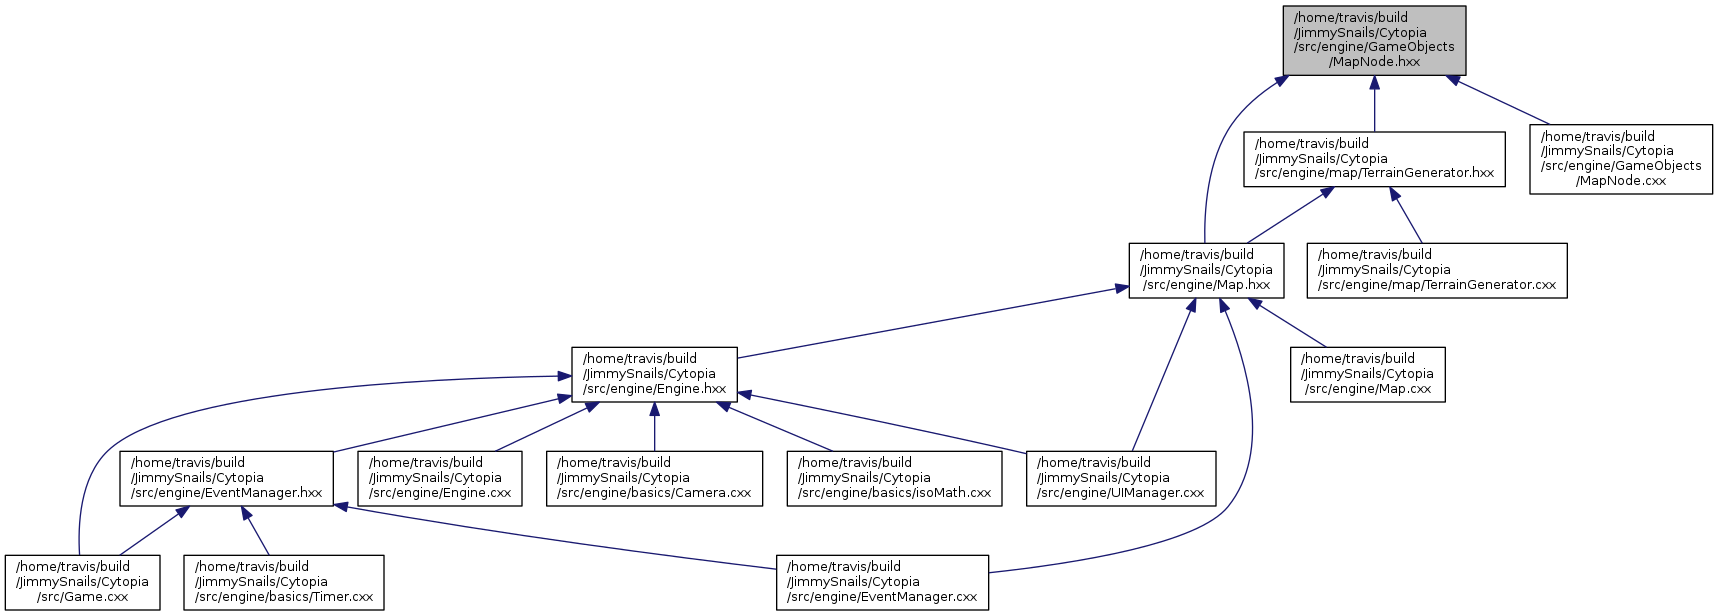 /home/travis/build
/JimmySnails/Cytopia
/src/engine/GameObjects
/MapNode.hxx
/home/travis/build
/JimmySnails/Cytopia
/src/engine/map/TerrainGenerator.hxx
/home/travis/build
/JimmySnails/Cytopia
/src/engine/GameObjects
/MapNode.cxx
/home/travis/build
/JimmySnails/Cytopia
/src/engine/Map.hxx
/home/travis/build
/JimmySnails/Cytopia
/src/engine/map/TerrainGenerator.cxx
/home/travis/build
/JimmySnails/Cytopia
/src/engine/Engine.hxx
/home/travis/build
/JimmySnails/Cytopia
/src/engine/Map.cxx
/home/travis/build
/JimmySnails/Cytopia
/src/engine/EventManager.hxx
/home/travis/build
/JimmySnails/Cytopia
/src/engine/Engine.cxx
/home/travis/build
/JimmySnails/Cytopia
/src/engine/basics/Camera.cxx
/home/travis/build
/JimmySnails/Cytopia
/src/engine/basics/isoMath.cxx
/home/travis/build
/JimmySnails/Cytopia
/src/engine/UIManager.cxx
/home/travis/build
/JimmySnails/Cytopia
/src/Game.cxx
/home/travis/build
/JimmySnails/Cytopia
/src/engine/basics/Timer.cxx
/home/travis/build
/JimmySnails/Cytopia
/src/engine/EventManager.cxx